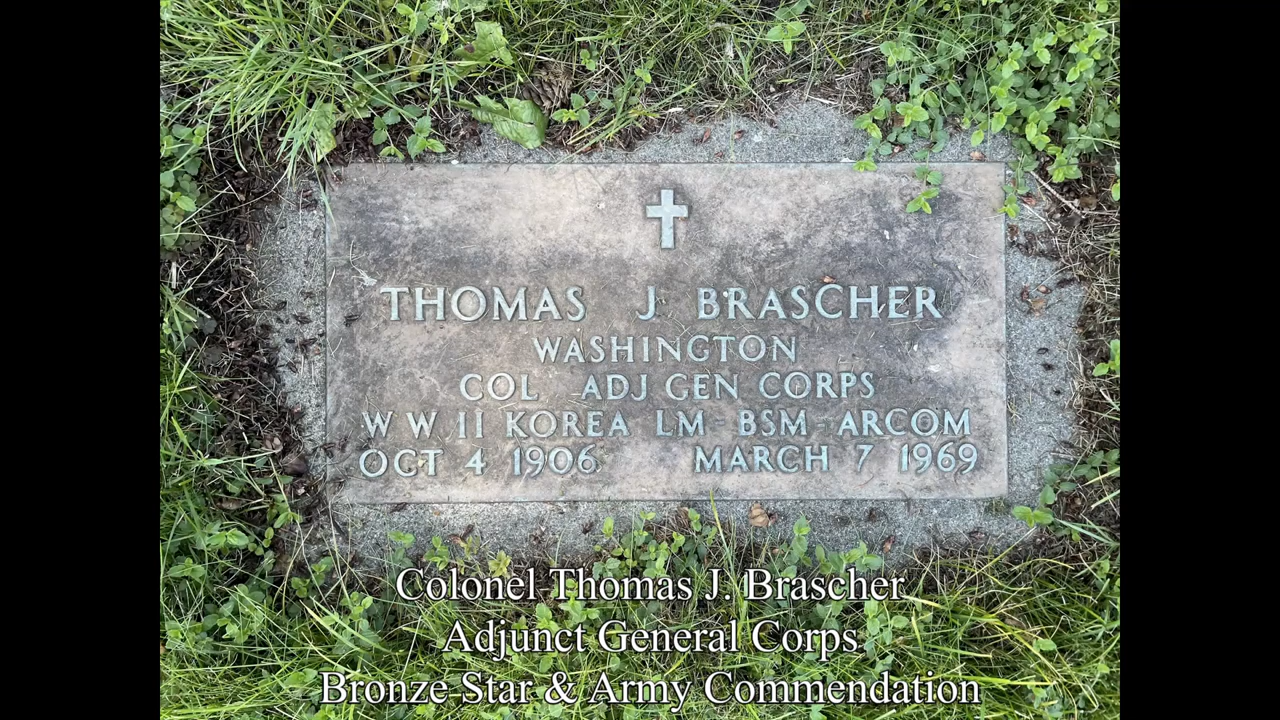 THOMAS J BRASCHER
WASHINGTON
COL ADJ GEN CORPS
WW II KOREA LM BSM ARCOM
OCT 4 1906 MARCH 7 1969
Colonel Thomas J. Brascher
Adjunct General Corps
Bronze Star & Army Commendation